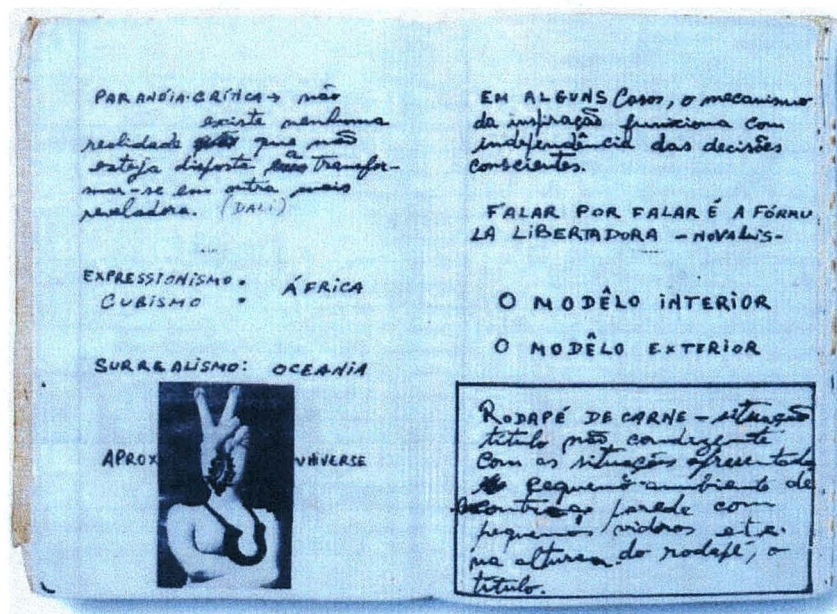 PARANÓIA-CRÍTICA → não
existe nenhuma
realidade que não
esteja disposta transfor-
mar-se em outra mais
reveladora. (DALI)
EXPRESSIONISMO.
CUBISMO : ÁFRICA
SURREALISMO: OCEANIA
APROX UNIVERSE
EM ALGUNS Casos, o mecanismo
da inspiração funciona com
independência das decisões
conscientes.
FALAR POR FALAR É A FÓRMU
LA LIBERTADORA -NOVALIS-
O MODÊLO INTERIOR
O MODÊLO EXTERIOR
RODAPÉ DE CARNE - situação
título não condizente
com as situações apresentada
pequeno ambiente de
parede com
pequenos vidros etc.
na altura do rodapé, o
título.